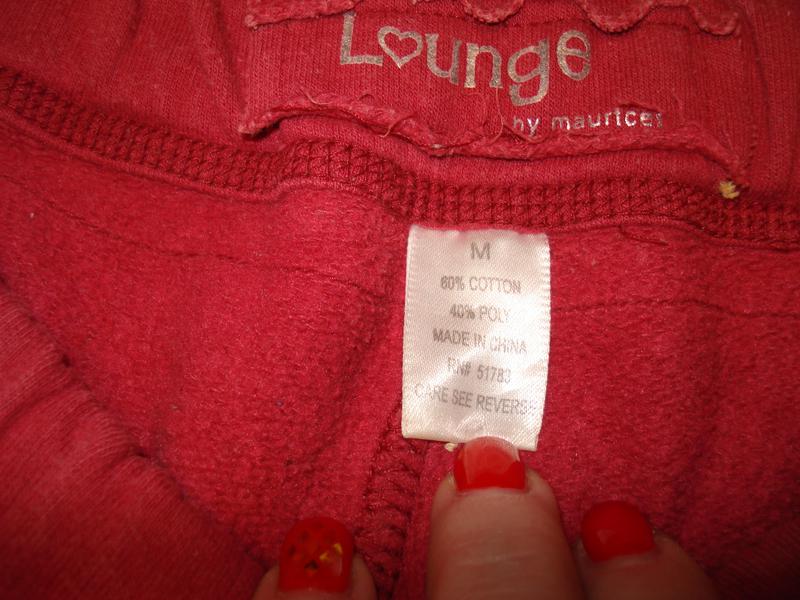 Lounge
by maurices
M
60% COTTON
40% POLY
MADE IN CHINA
RN# 51783
CARE SEE REVERSE